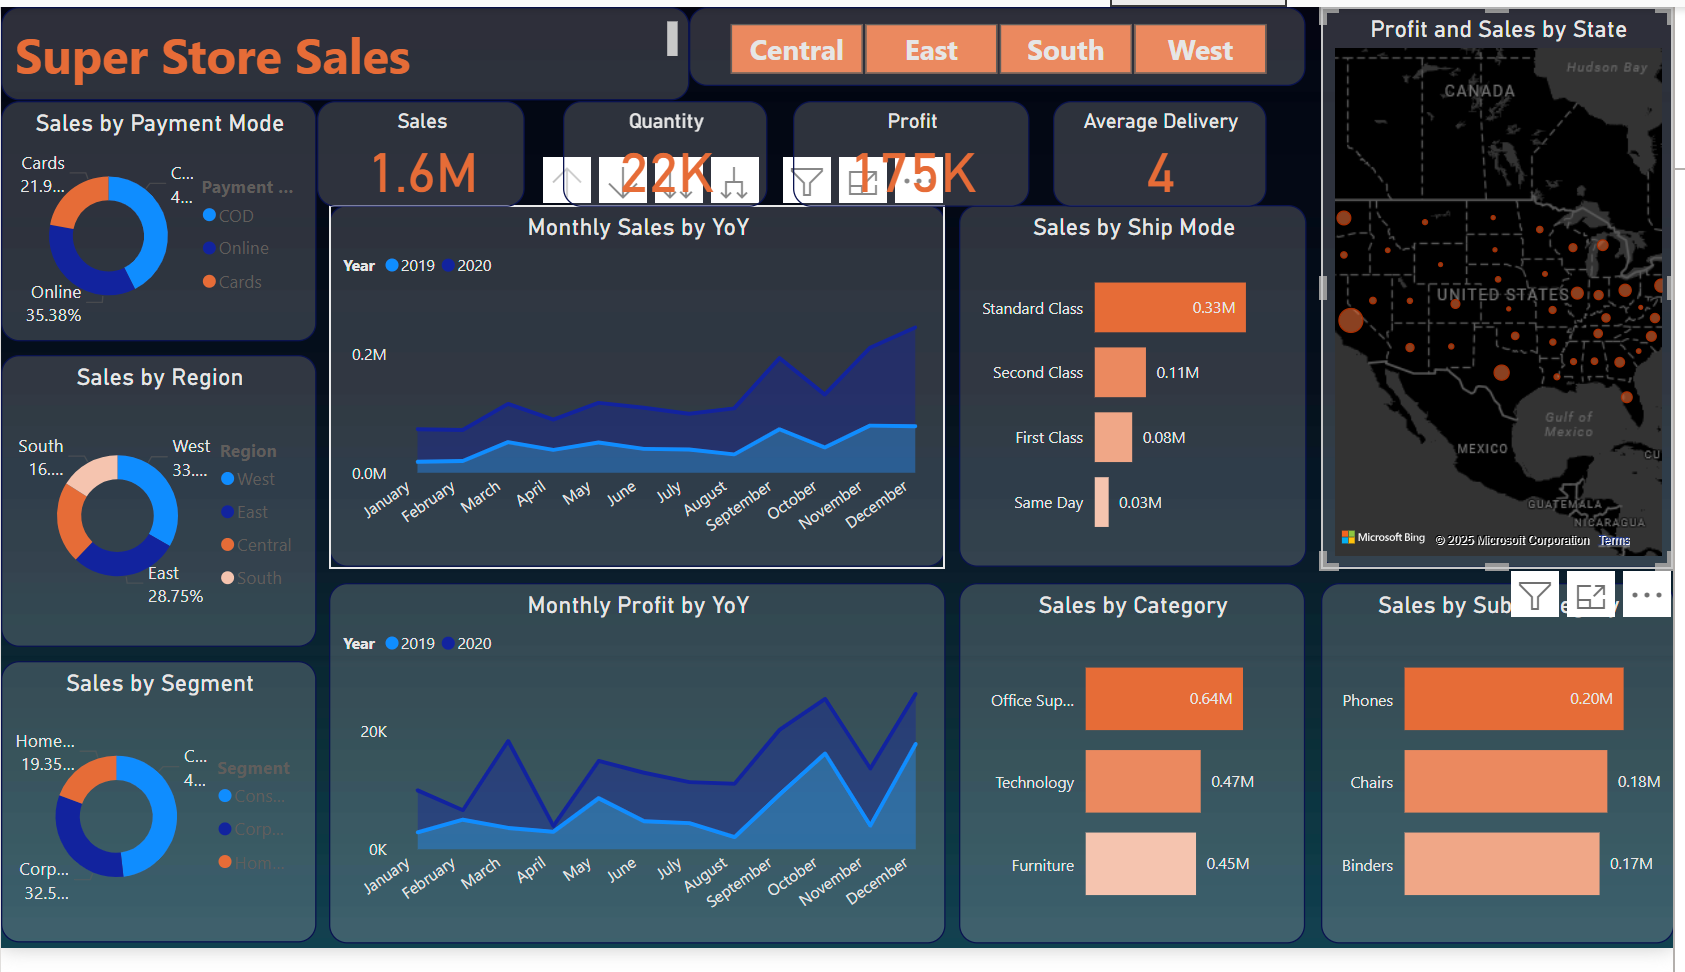 Super Store Sales
Central
East
South
West
Profit and Sales by State
Hudson Bay
CANADA
UNITED STATES
Gulf of
Mexico
MEXICO
CU
GUATEMALA
NICARAGUA
Microsoft Bing
© 2025 Microsoft Corporation
Terms
Sales by Payment Mode
Cards
21.9...
C...
4...
Online
35.38%
Payment ...
COD
Online
Cards
Sales
1.6M
Quantity
22K
Profit
175K
Average Delivery
4
Monthly Sales by YoY
Year 2019 2020
0.2M
0.0M
January
February
March
April
May
June
July
August
September
October
November
December
Sales by Ship Mode
Standard Class 0.33M
Second Class 0.11M
First Class 0.08M
Same Day 0.03M
Sales by Region
South
16....
West
33....
East
28.75%
Region
West
East
Central
South
Sales by Segment
Home...
19.35...
C...
4...
Corp...
32.5...
Segment
Cons...
Corp...
Hom...
Monthly Profit by YoY
Year 2019 2020
20K
0K
January
February
March
April
May
June
July
August
September
October
November
December
Sales by Category
Office Sup... 0.64M
Technology 0.47M
Furniture 0.45M
Sales by Sub
Phones 0.20M
Chairs 0.18M
Binders 0.17M